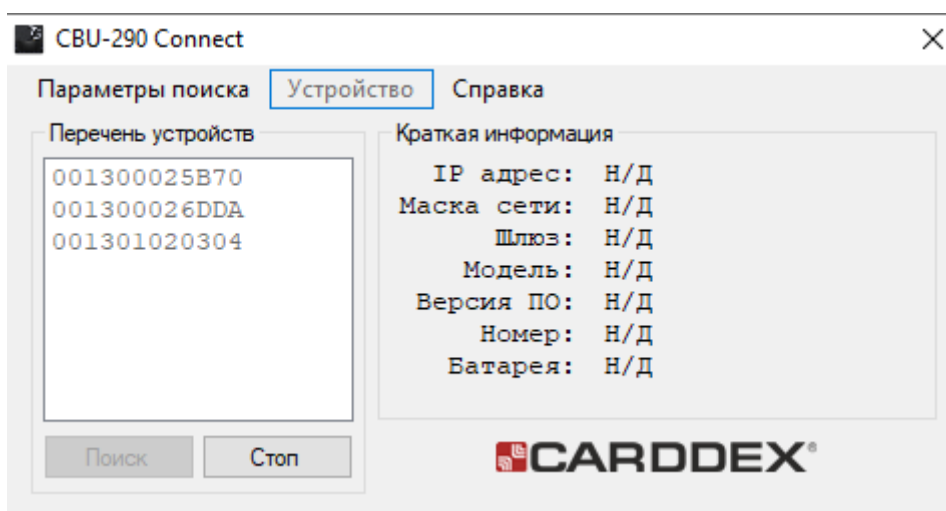 CBU-290 Connect
Параметры поиска Устройство Справка
Перечень устройств
001300025B70
001300026DDA
001301020304
Поиск Стоп
Краткая информация
IP адрес: Н/Д
Маска сети: Н/Д
Шлюз: Н/Д
Модель: Н/Д
Версия ПО: Н/Д
Номер: Н/Д
Батарея: Н/Д
CARDDEX®